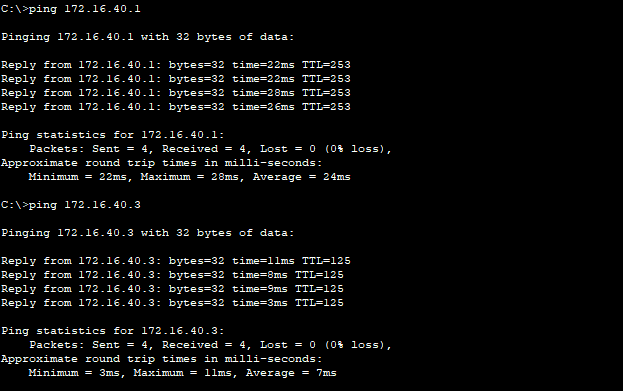 C:\>ping 172.16.40.1
Pinging 172.16.40.1 with 32 bytes of data:
Reply from 172.16.40.1: bytes=32 time=22ms TTL=253
Reply from 172.16.40.1: bytes=32 time=22ms TTL=253
Reply from 172.16.40.1: bytes=32 time=28ms TTL=253
Reply from 172.16.40.1: bytes=32 time=26ms TTL=253
Ping statistics for 172.16.40.1:
Packets: Sent = 4, Received = 4, Lost = 0 (0% loss),
Approximate round trip times in milli-seconds:
Minimum = 22ms, Maximum = 28ms, Average = 24ms
C:\>ping 172.16.40.3
Pinging 172.16.40.3 with 32 bytes of data:
Reply from 172.16.40.3: bytes=32 time=11ms TTL=125
Reply from 172.16.40.3: bytes=32 time=8ms TTL=125
Reply from 172.16.40.3: bytes=32 time=9ms TTL=125
Reply from 172.16.40.3: bytes=32 time=3ms TTL=125
Ping statistics for 172.16.40.3:
Packets: Sent = 4, Received = 4, Lost = 0 (0% loss),
Approximate round trip times in milli-seconds:
Minimum = 3ms, Maximum = 11ms, Average = 7ms